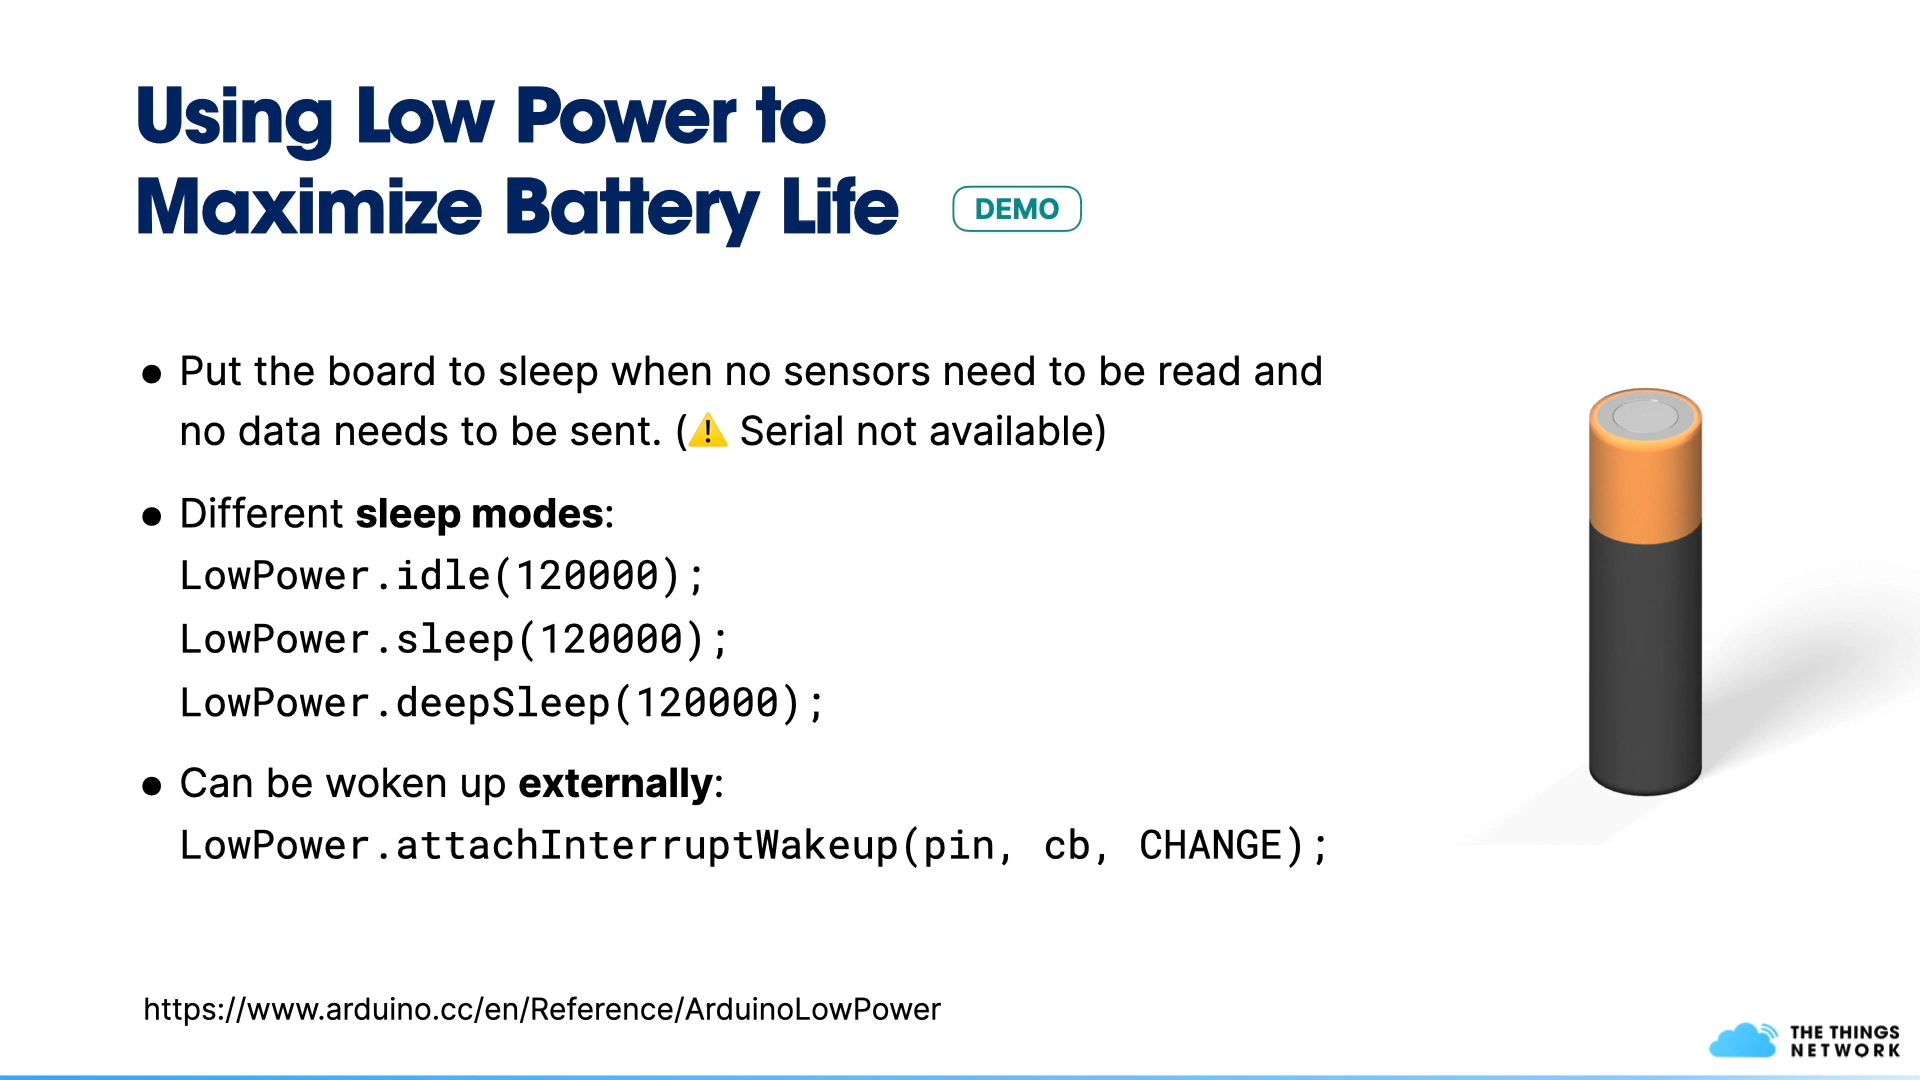 Using Low Power to
Maximize Battery Life
DEMO
● Put the board to sleep when no sensors need to be read and
no data needs to be sent. (⚠️ Serial not available)
● Different sleep modes:
LowPower.idle(120000);
LowPower.sleep(120000);
LowPower.deepSleep(120000);
● Can be woken up externally:
LowPower.attachInterruptWakeup(pin, cb, CHANGE);
https://www.arduino.cc/en/Reference/ArduinoLowPower
THE THINGS
NETWORK